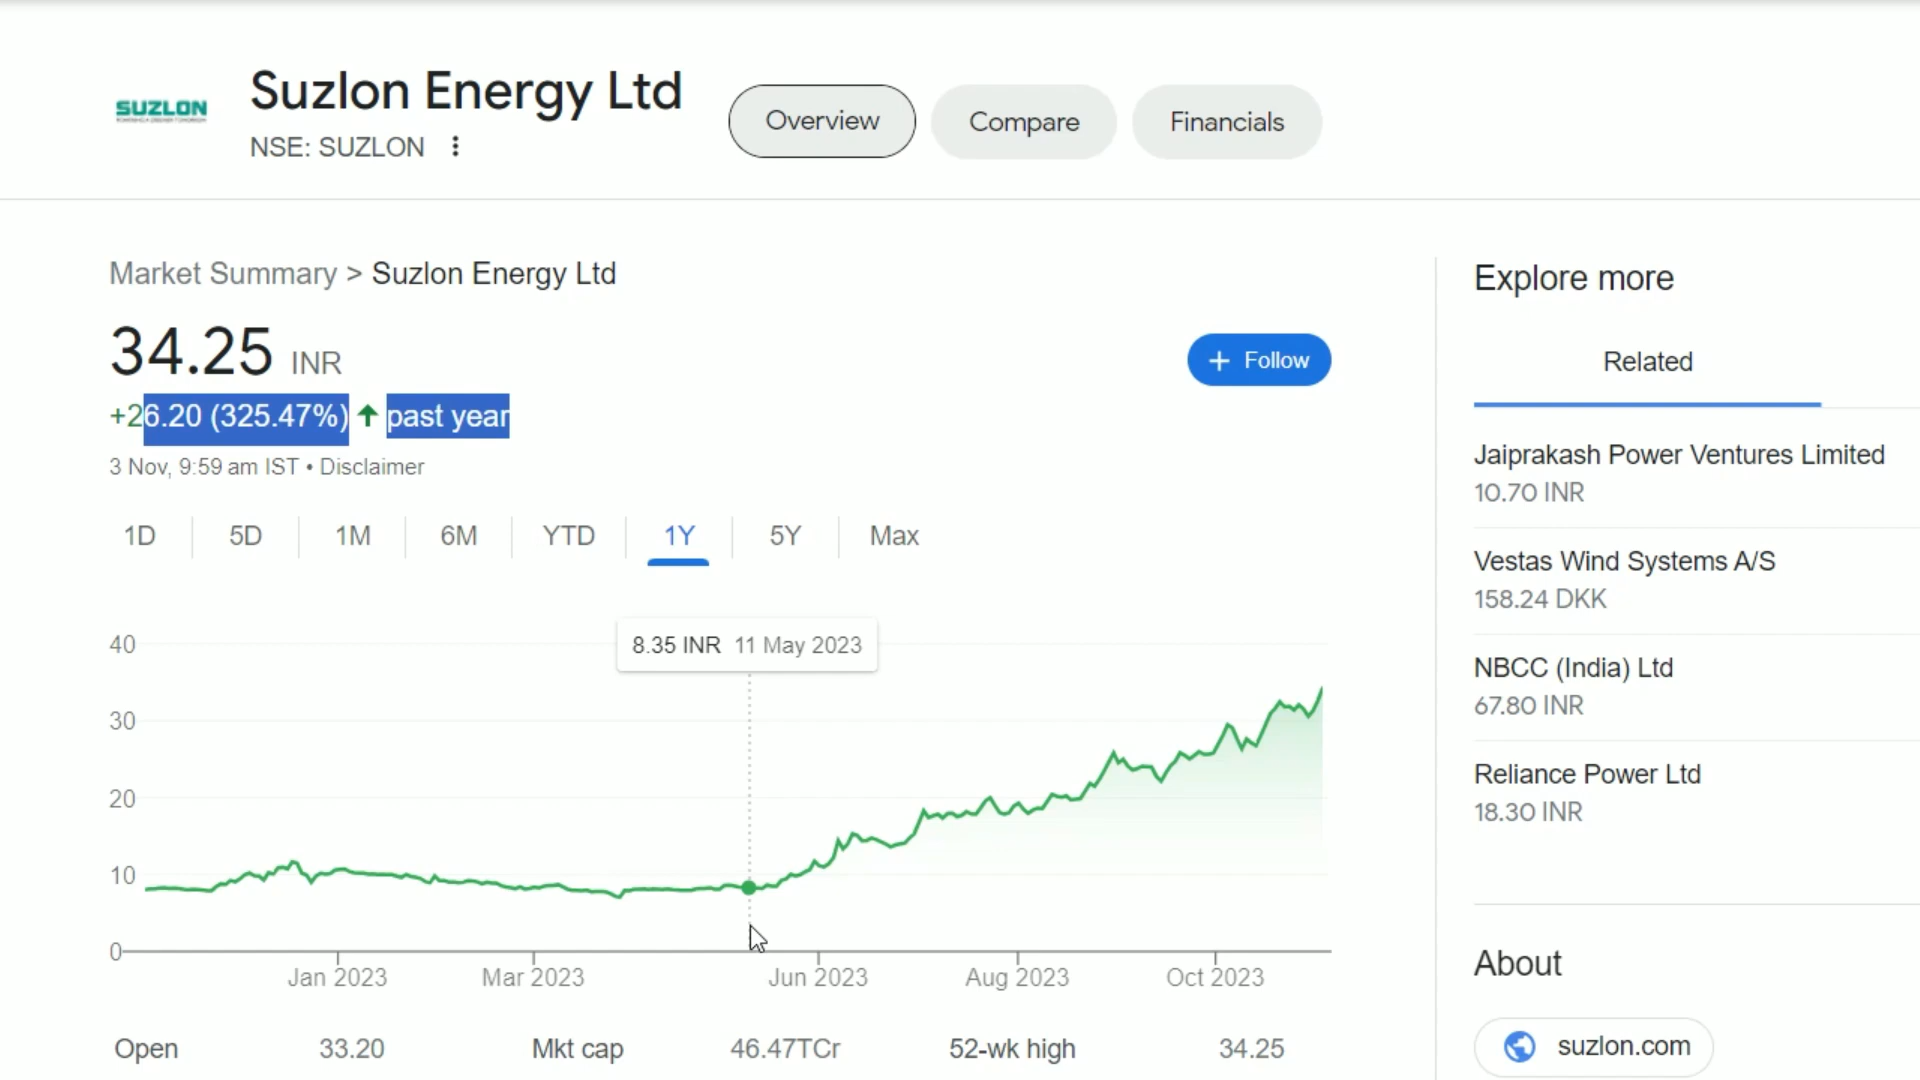 SUZLON
Suzlon Energy Ltd
NSE: SUZLON
Overview
Compare
Financials
Market Summary > Suzlon Energy Ltd
34.25 INR
+26.20 (325.47%) past year
3 Nov, 9:59 am IST • Disclaimer
+ Follow
1D 5D 1M 6M YTD 1Y 5Y Max
8.35 INR 11 May 2023
40
30
20
10
0
Jan 2023 Mar 2023 Jun 2023 Aug 2023 Oct 2023
Open 33.20 Mkt cap 46.47TCr 52-wk high 34.25
Explore more
Related
Jaiprakash Power Ventures Limited
10.70 INR
Vestas Wind Systems A/S
158.24 DKK
NBCC (India) Ltd
67.80 INR
Reliance Power Ltd
18.30 INR
About
suzlon.com